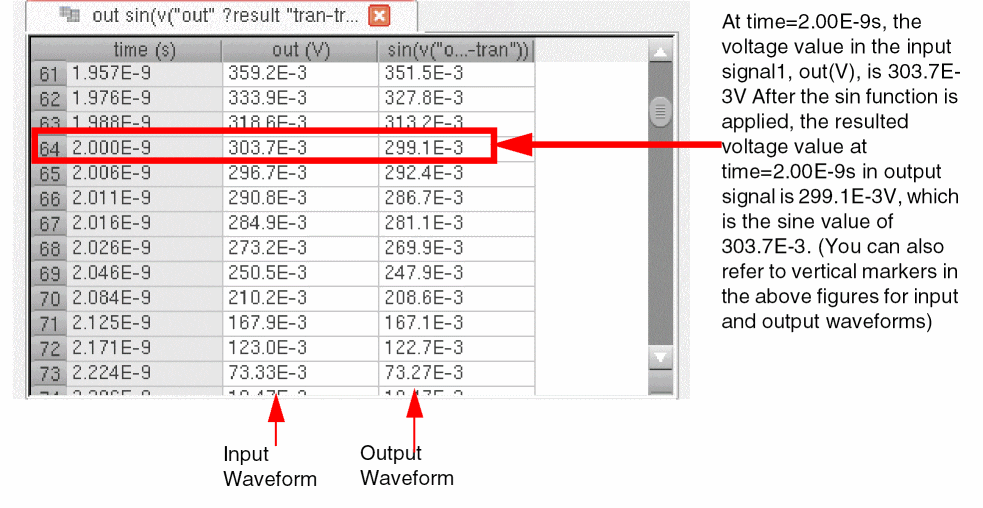 out sin(v("out" ?result "tran-tr...
time (s) out (V) sin(v("o...-tran"))
61 1.957E-9 359.2E-3 351.5E-3
62 1.976E-9 333.9E-3 327.8E-3
63 1.988E-9 318.6E-3 313.2E-3
64 2.000E-9 303.7E-3 299.1E-3
65 2.006E-9 296.7E-3 292.4E-3
66 2.011E-9 290.8E-3 286.7E-3
67 2.016E-9 284.9E-3 281.1E-3
68 2.026E-9 273.2E-3 269.9E-3
69 2.046E-9 250.5E-3 247.9E-3
70 2.084E-9 210.2E-3 208.6E-3
71 2.125E-9 167.9E-3 167.1E-3
72 2.171E-9 123.0E-3 122.7E-3
73 2.224E-9 73.33E-3 73.27E-3
At time=2.00E-9s, the
voltage value in the input
signal1, out(V), is 303.7E-
3V After the sin function is
applied, the resulted
voltage value at
time=2.00E-9s in output
signal is 299.1E-3V, which
is the sine value of
303.7E-3. (You can also
refer to vertical markers in
the above figures for input
and output waveforms)
Input
Waveform
Output
Waveform